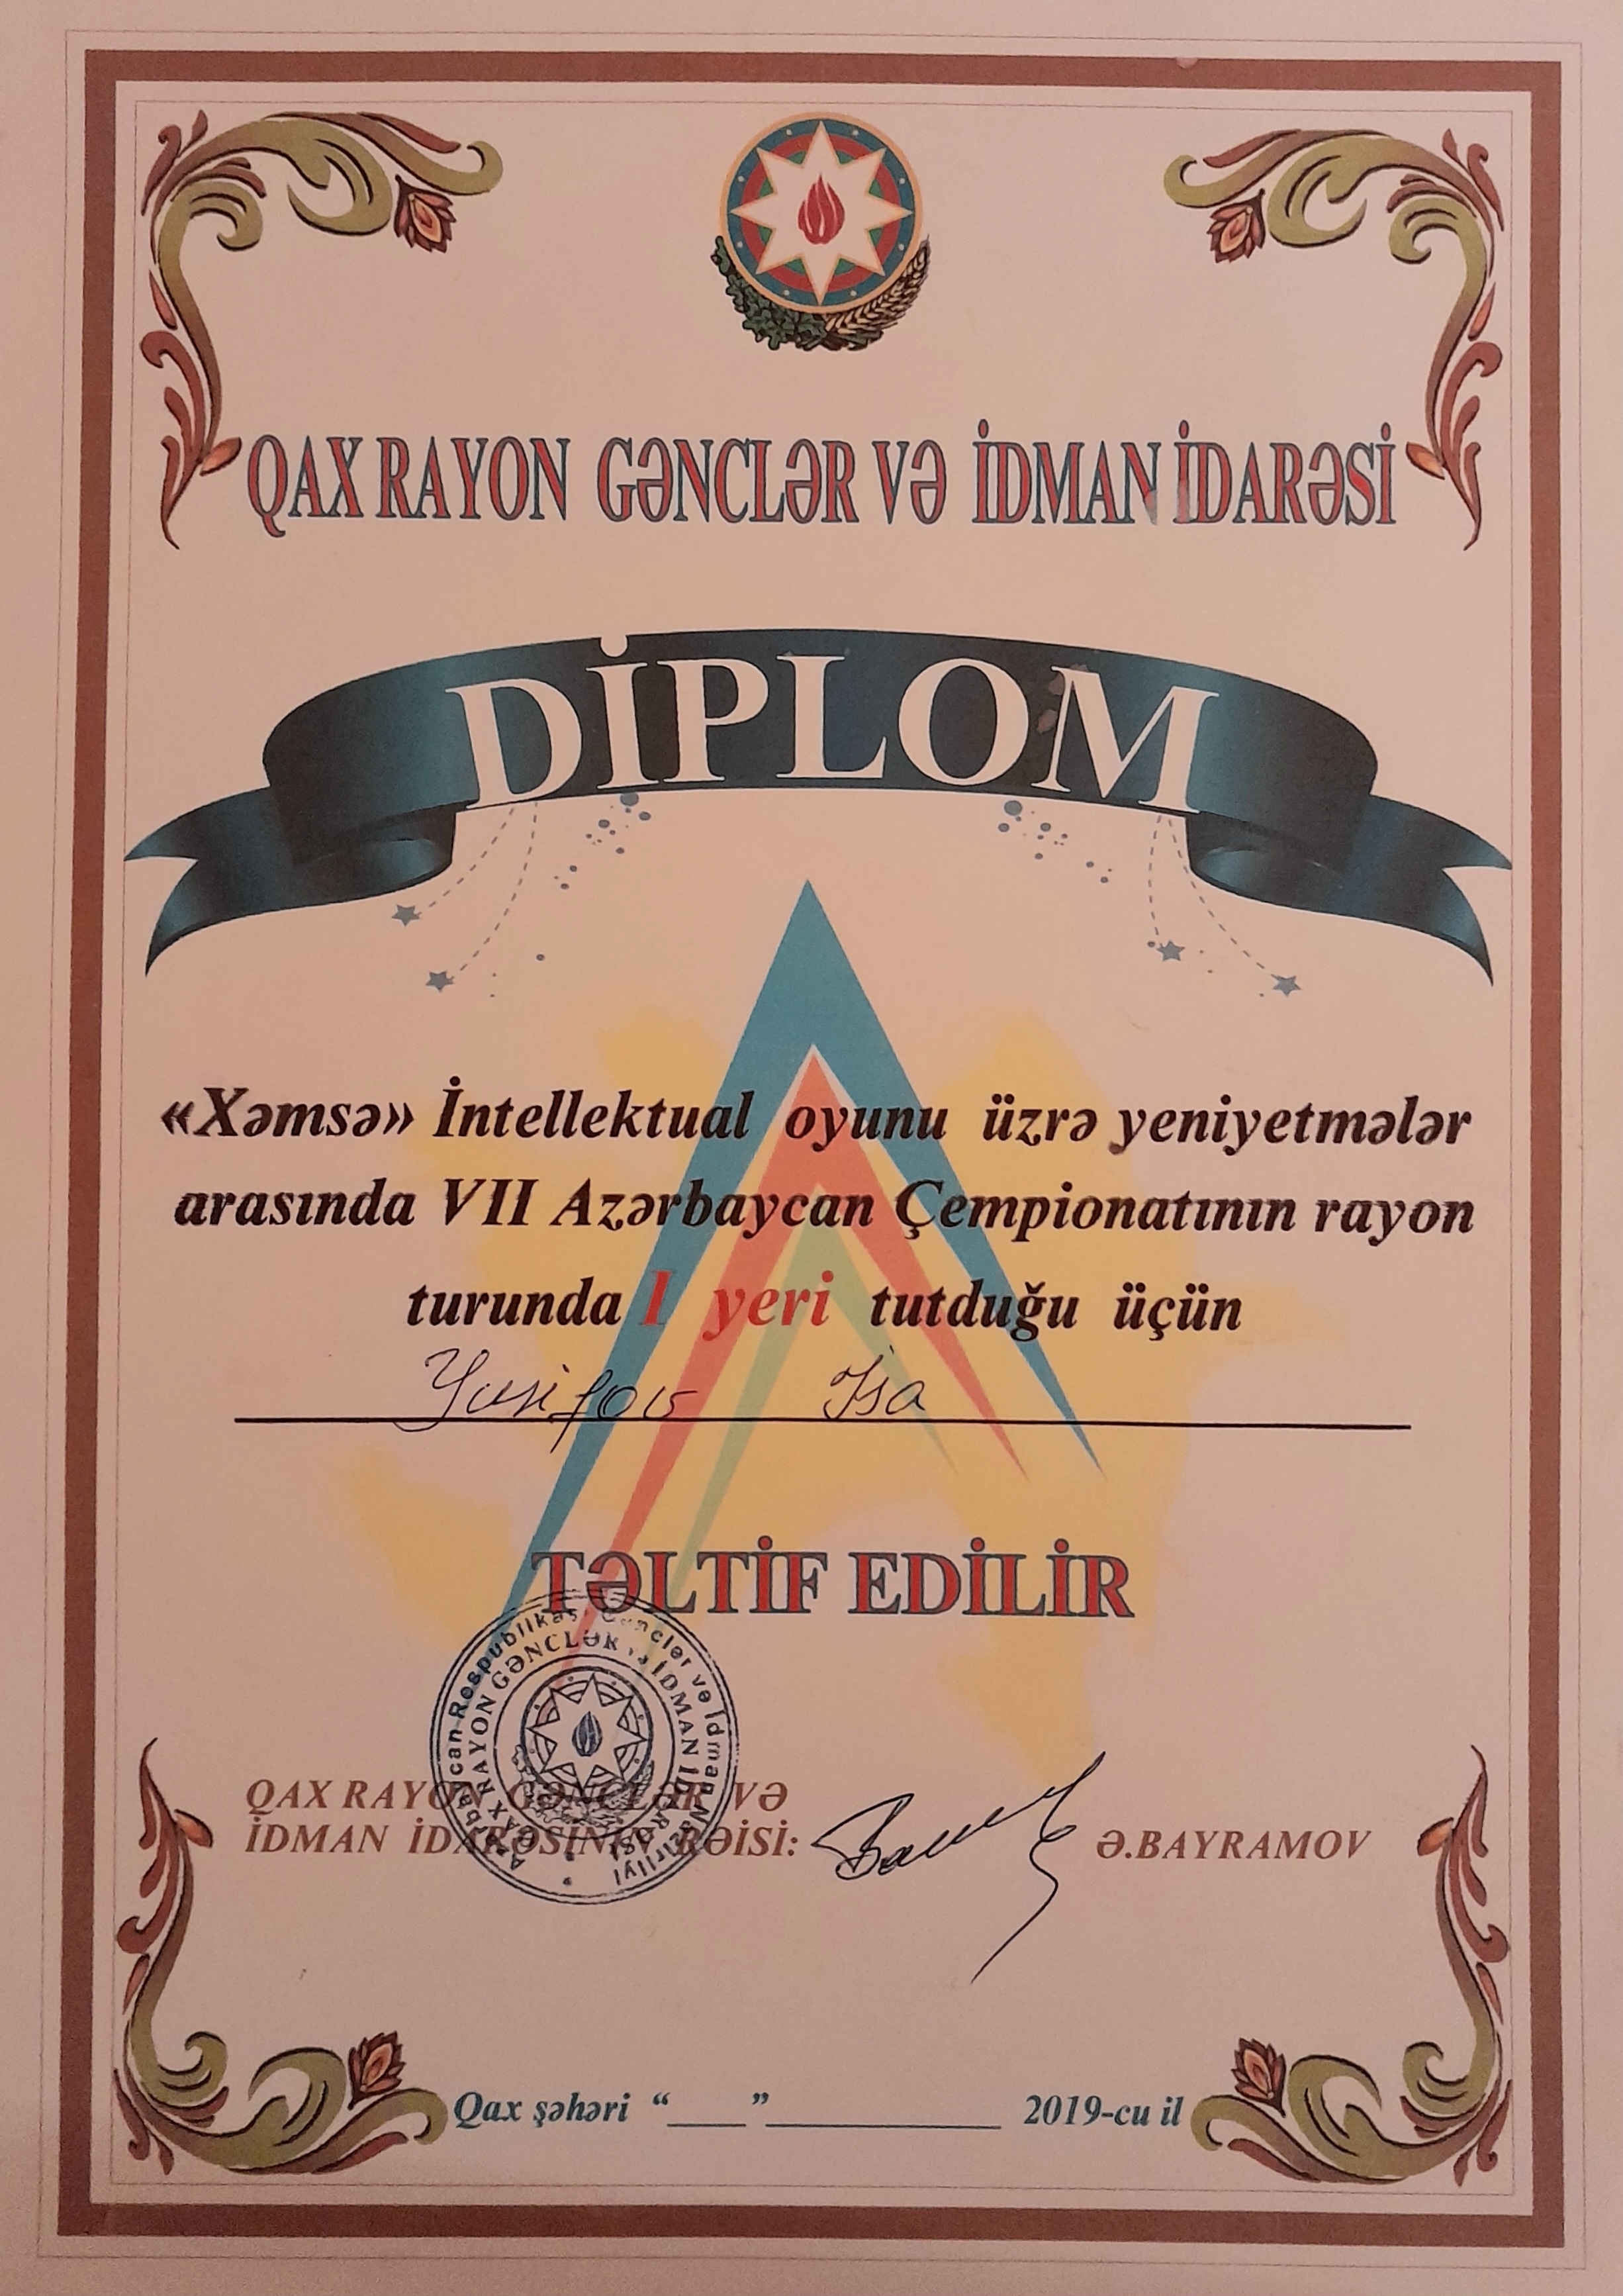 QAX RAYON GƏNCLƏR VƏ İDMAN İDARƏSİ
DİPLOM
«Xəmsə» İntellektual oyunu üzrə yeniyetmələr
arasında VII Azərbaycan Çempionatının rayon
turunda I yeri tutduğu üçün
Yusifov İsa
TƏLTİF EDİLİR
Azərbaycan Respublikası Gənclər və İdman Nazirliyi
QAX RAYON GƏNCLƏR VƏ İDMAN İDARƏSİ
QAX RAYON GƏNCLƏR VƏ
İDMAN İDARƏSİNİN RƏİSİ:
Ə.BAYRAMOV
Qax şəhəri “____”____________ 2019-cu il